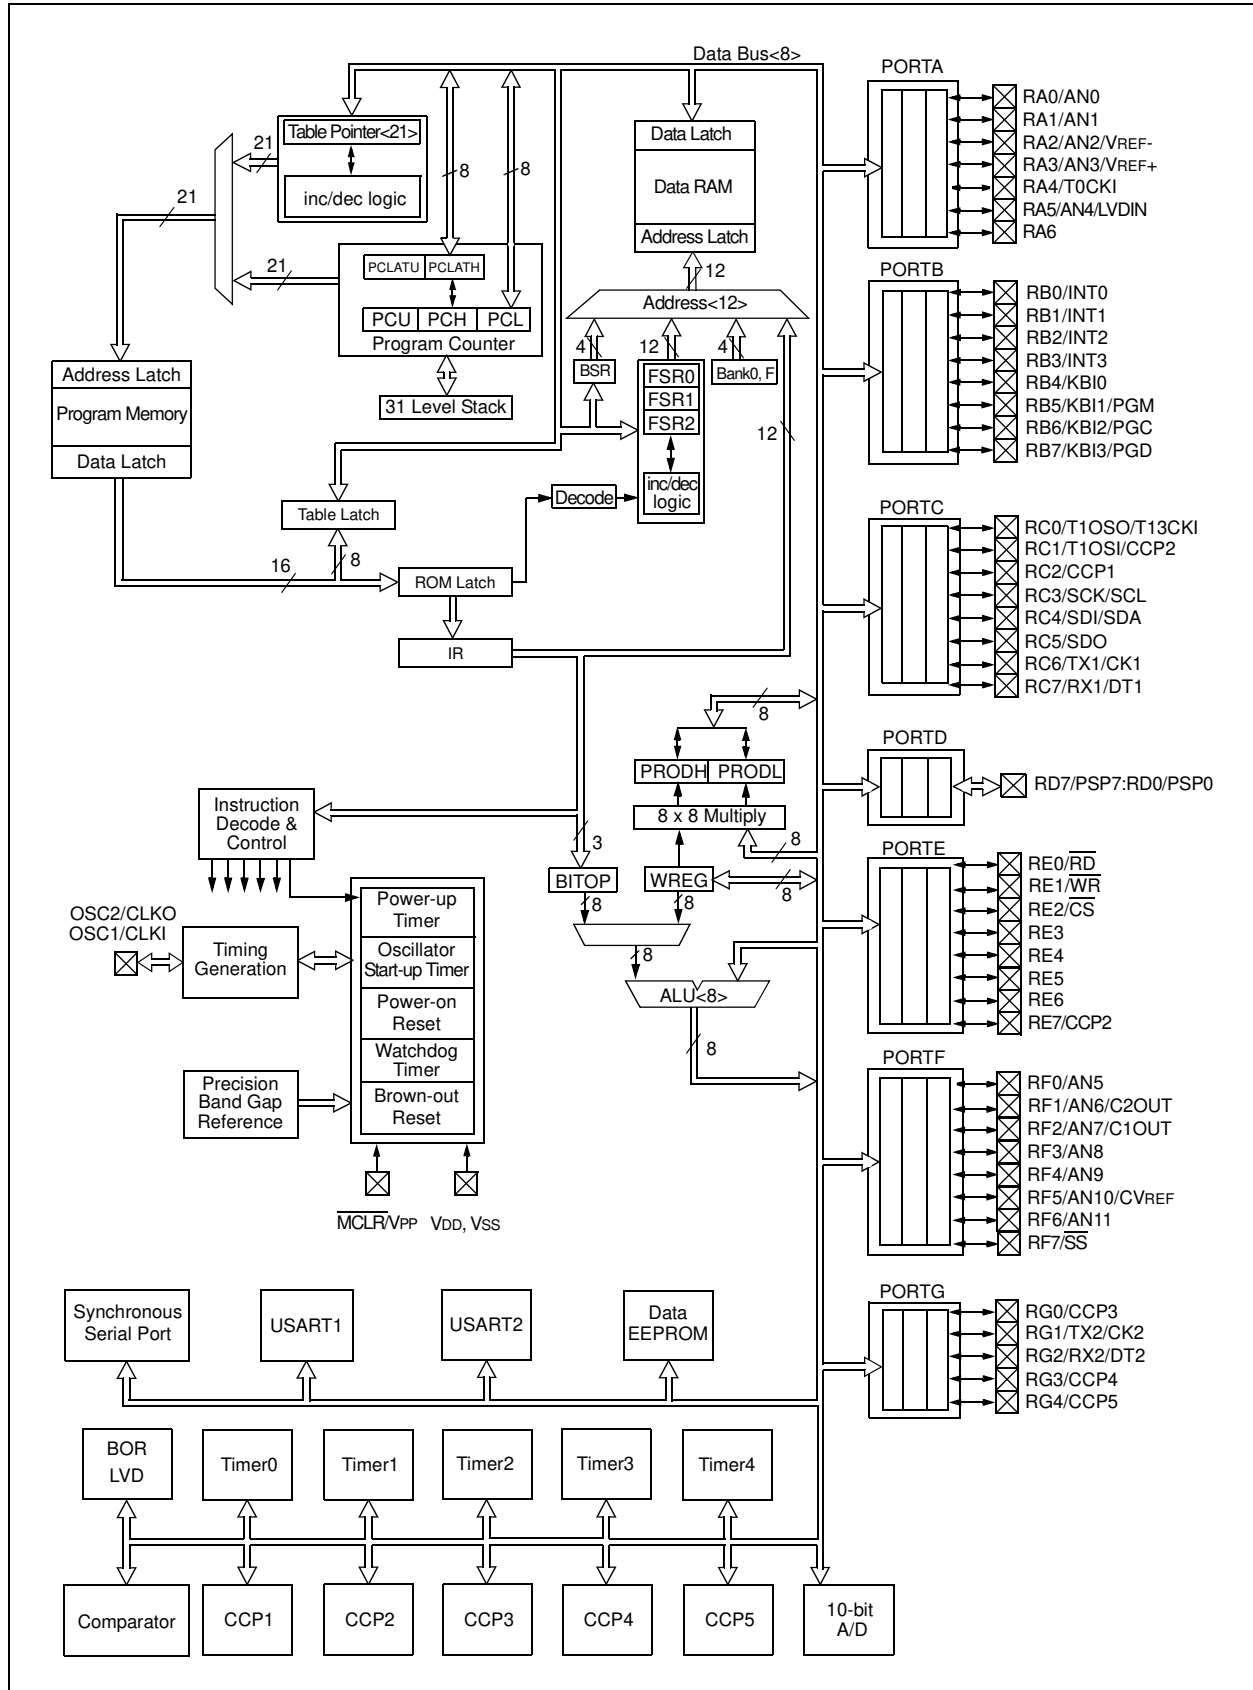 Data Bus<8>
Table Pointer<21>
inc/dec logic
21
21
21
8
8
PCLATU PCLATH
PCU PCH PCL
Program Counter
31 Level Stack
Address Latch
Program Memory
Data Latch
Data Latch
Data RAM
Address Latch
12
Address<12>
4
12
4
BSR
FSR0
FSR1
FSR2
Bank0, F
inc/dec
logic
12
Table Latch
Decode
16
8
ROM Latch
IR
8
PRODH PRODL
8 x 8 Multiply
8
WREG
8
BITOP
3
8
8
8
ALU<8>
8
Instruction
Decode &
Control
OSC2/CLKO
OSC1/CLKI
Timing
Generation
Power-up
Timer
Oscillator
Start-up Timer
Power-on
Reset
Watchdog
Timer
Brown-out
Reset
Precision
Band Gap
Reference
MCLR/VPP
VDD, VSS
PORTA
RA0/AN0
RA1/AN1
RA2/AN2/VREF-
RA3/AN3/VREF+
RA4/T0CKI
RA5/AN4/LVDIN
RA6
PORTB
RB0/INT0
RB1/INT1
RB2/INT2
RB3/INT3
RB4/KBI0
RB5/KBI1/PGM
RB6/KBI2/PGC
RB7/KBI3/PGD
PORTC
RC0/T1OSO/T13CKI
RC1/T1OSI/CCP2
RC2/CCP1
RC3/SCK/SCL
RC4/SDI/SDA
RC5/SDO
RC6/TX1/CK1
RC7/RX1/DT1
PORTD
RD7/PSP7:RD0/PSP0
PORTE
RE0/RD
RE1/WR
RE2/CS
RE3
RE4
RE5
RE6
RE7/CCP2
PORTF
RF0/AN5
RF1/AN6/C2OUT
RF2/AN7/C1OUT
RF3/AN8
RF4/AN9
RF5/AN10/CVREF
RF6/AN11
RF7/SS
PORTG
RG0/CCP3
RG1/TX2/CK2
RG2/RX2/DT2
RG3/CCP4
RG4/CCP5
Synchronous
Serial Port
USART1
USART2
Data
EEPROM
BOR
LVD
Timer0
Timer1
Timer2
Timer3
Timer4
Comparator
CCP1
CCP2
CCP3
CCP4
CCP5
10-bit
A/D